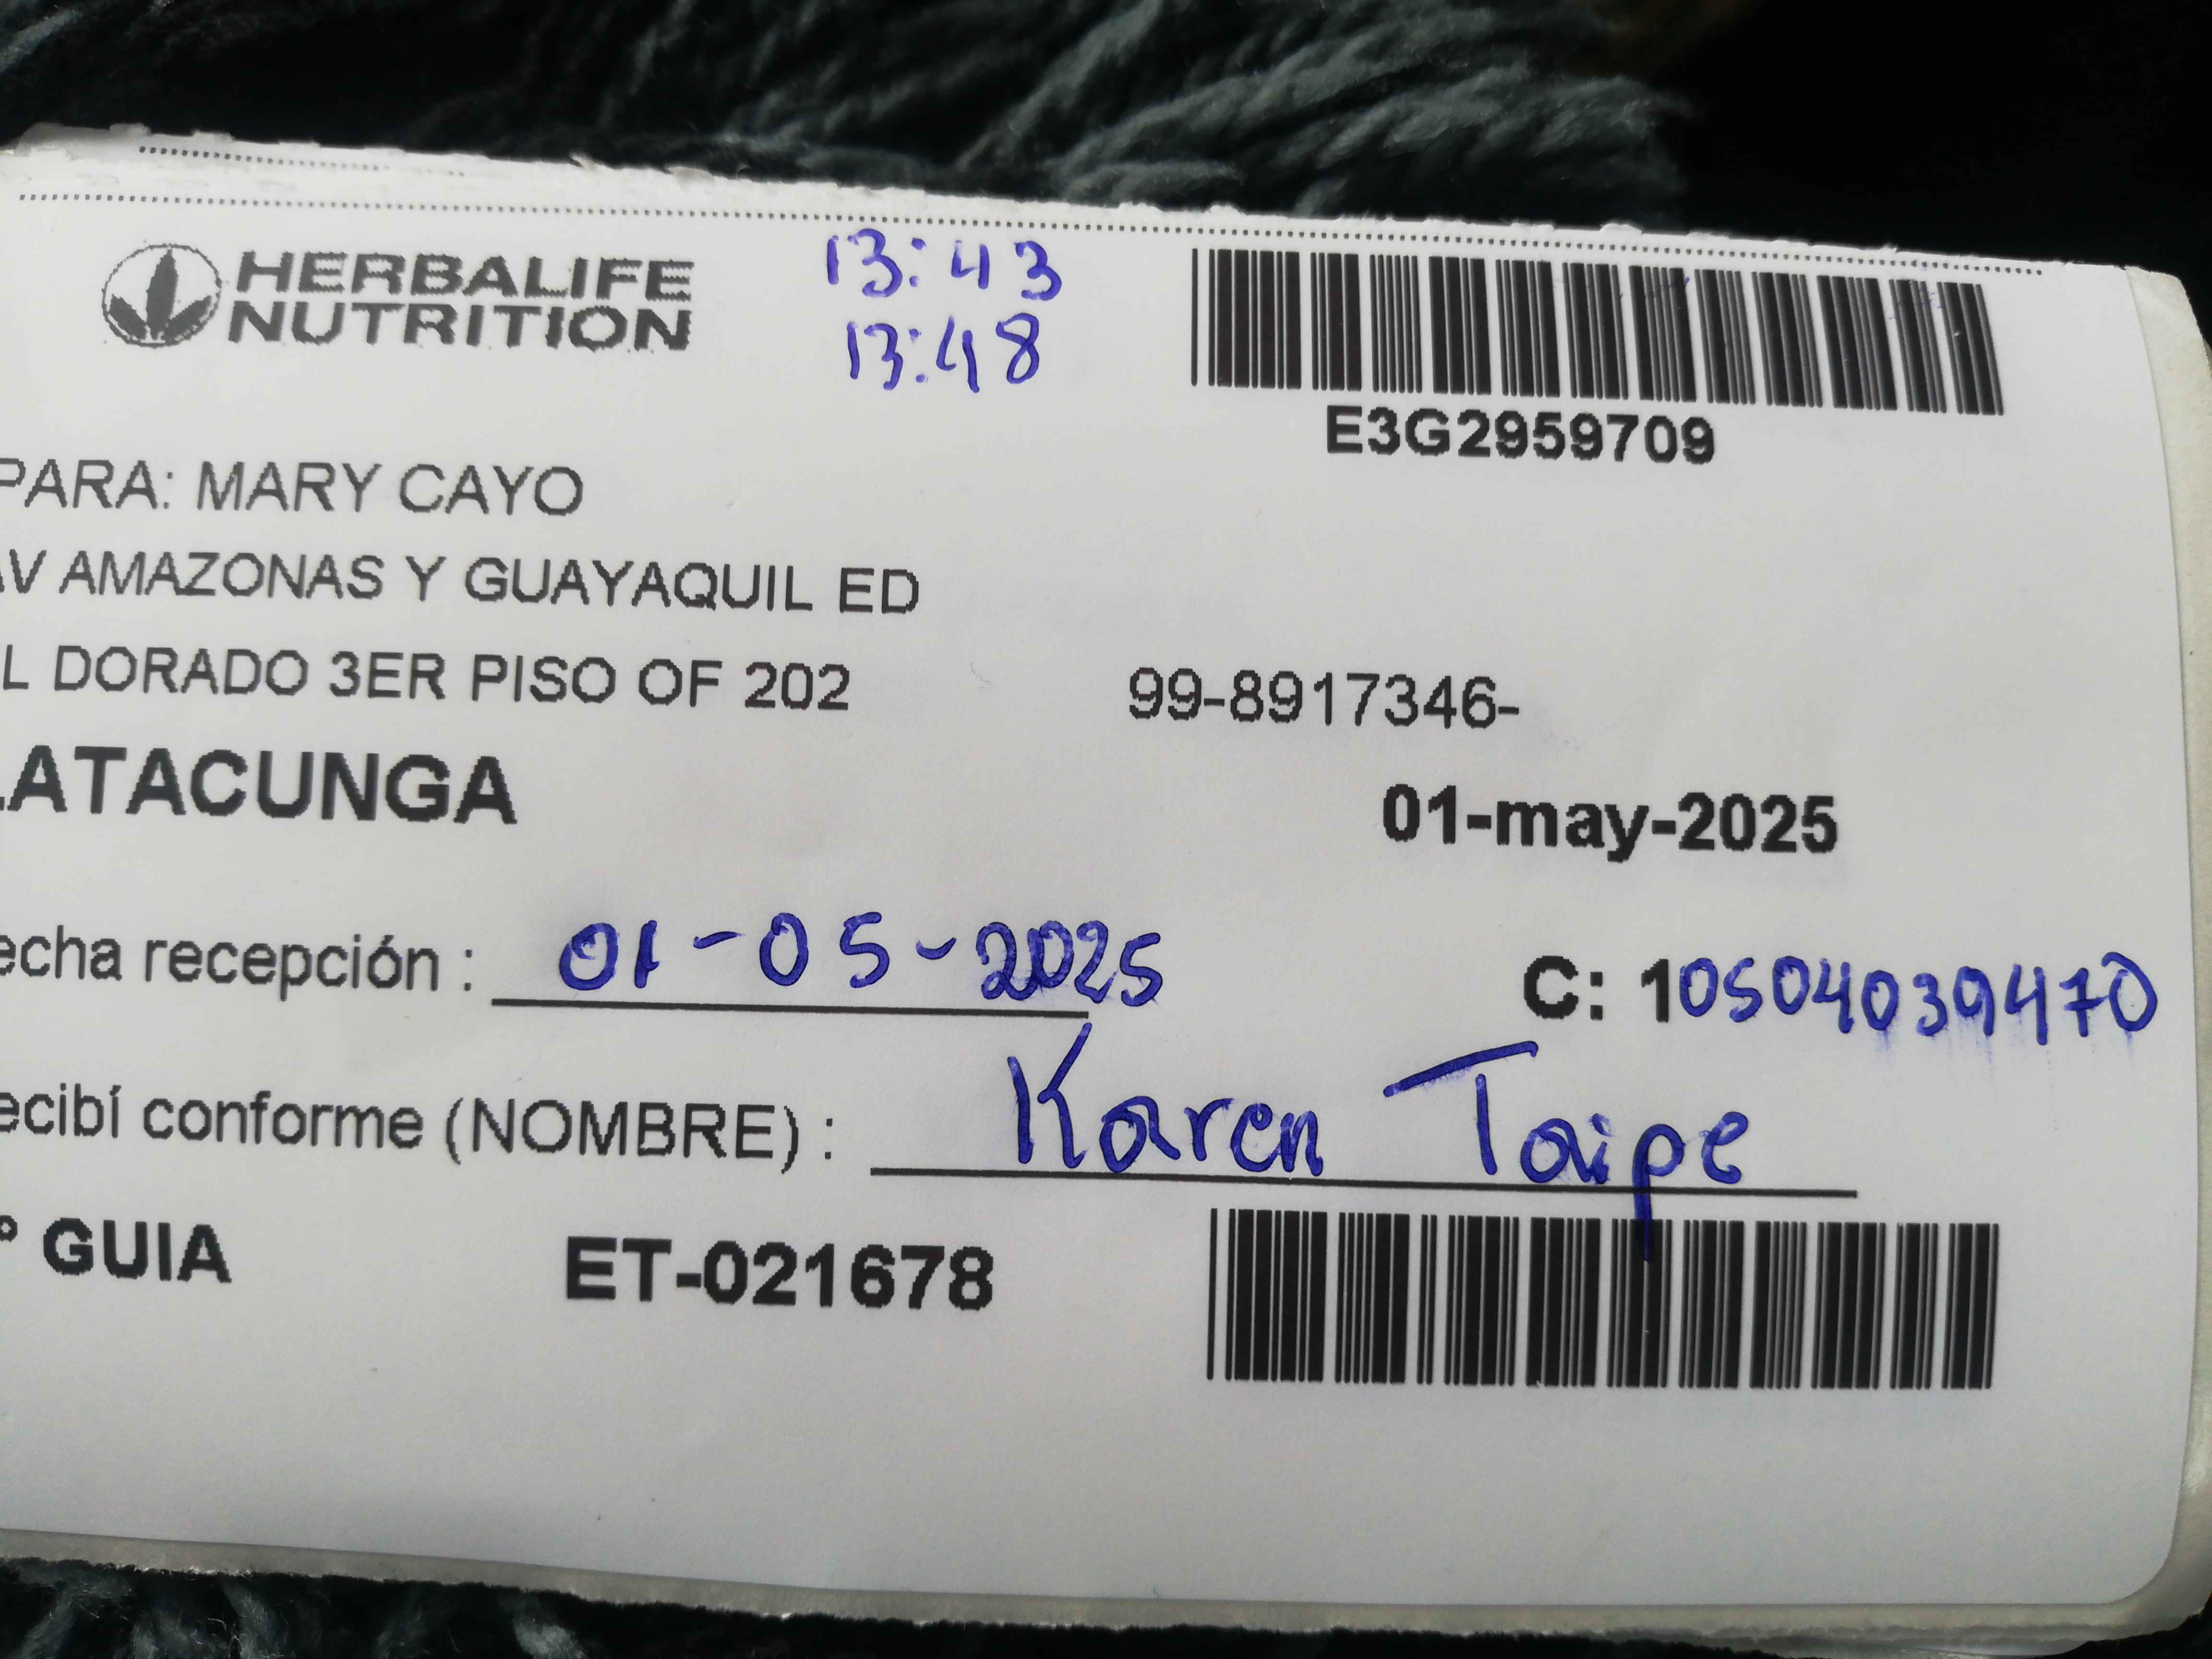 HERBALIFE
NUTRITION
13:43
13:48
E3G2959709
PARA: MARY CAYO
AV AMAZONAS Y GUAYAQUIL ED
L DORADO 3ER PISO OF 202 99-8917346-
LATACUNGA
01-may-2025
echa recepción : 01-05-2025 C: 10504039470
ecibí conforme (NOMBRE) : Karen Taipe
° GUIA ET-021678